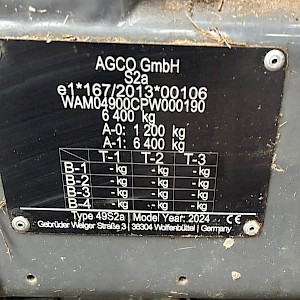 AGCO GmbH
S2a
e1*167/2013*00106
WAM04900CPW000190
6 400 kg
A-0: 1 200 kg
A-1: 6 400 kg
T-1 T-2 T-3
B-1 - kg - kg - kg
B-2 - kg - kg - kg
B-3 - kg - kg - kg
B-4 - kg - kg - kg
Type 49S2a Model Year: 2024 CE
Gebrüder Welger Straße 3 | 38304 Wolfenbüttel | Germany